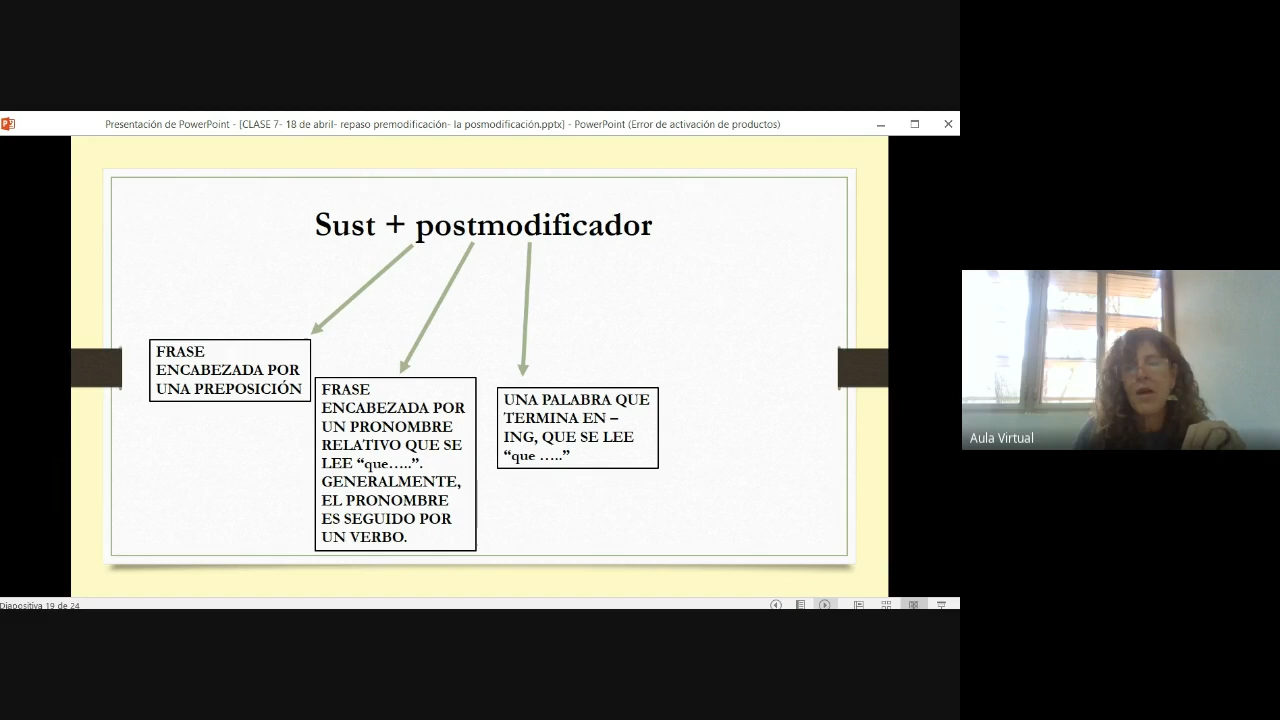 Presentación de PowerPoint - [CLASE 7- 18 de abril- repaso premodificación- la posmodificación.pptx] - PowerPoint (Error de activación de productos)
Sust + postmodificador
FRASE
ENCABEZADA POR
UNA PREPOSICIÓN
FRASE
ENCABEZADA POR
UN PRONOMBRE
RELATIVO QUE SE
LEE “que…..”.
GENERALMENTE,
EL PRONOMBRE
ES SEGUIDO POR
UN VERBO.
UNA PALABRA QUE
TERMINA EN –
ING, QUE SE LEE
“que …..”
Aula Virtual
Diapositiva 19 de 24